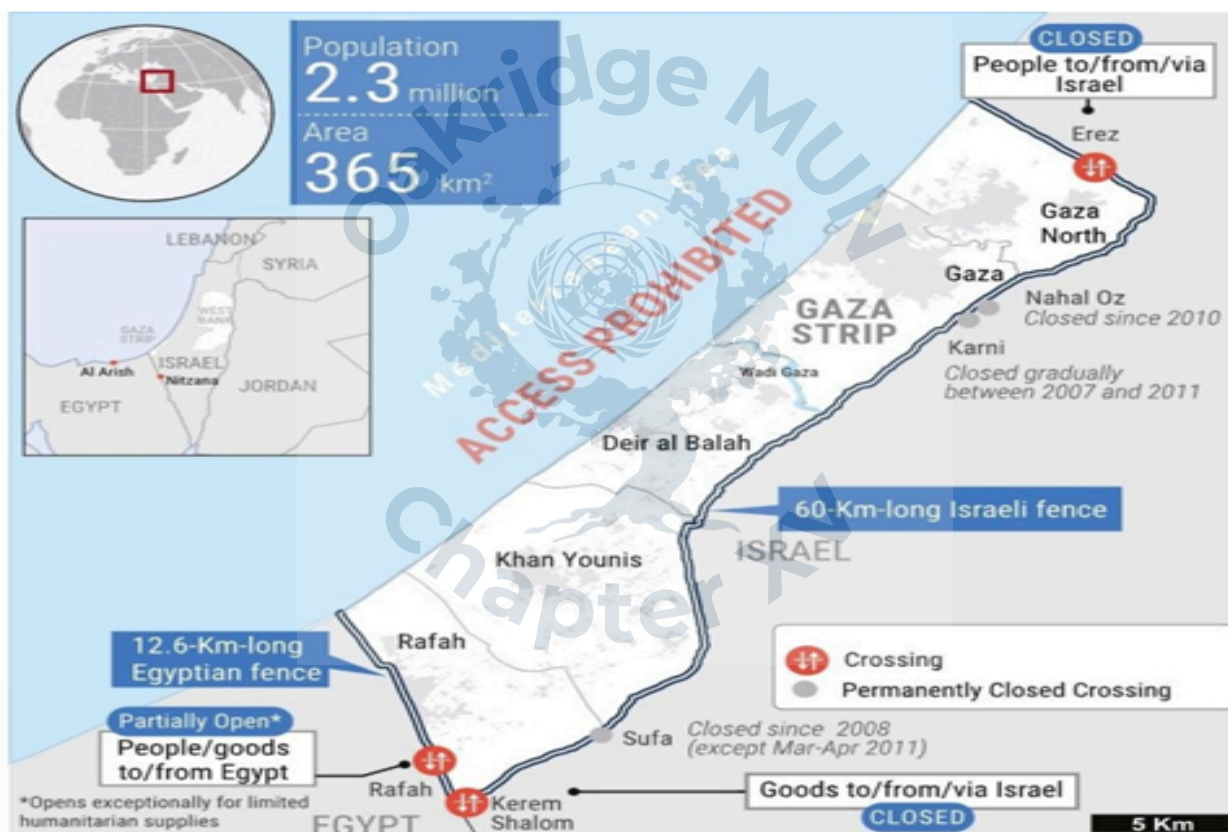 Population
2.3 million
Area
365 km²
LEBANON
SYRIA
WEST
BANK
GAZA
STRIP
ISRAEL
Al Arish
Nitzana
JORDAN
EGYPT
Oakridge MUN
Chapter XV
Mediterranean Sea
ACCESS PROHIBITED
CLOSED
People to/from/via
Israel
Erez
Gaza
North
Gaza
Nahal Oz
Closed since 2010
GAZA
STRIP
Karni
Closed gradually
between 2007 and 2011
Wadi Gaza
Deir al Balah
60-Km-long Israeli fence
ISRAEL
Khan Younis
Rafah
12.6-Km-long
Egyptian fence
Crossing
Permanently Closed Crossing
Partially Open*
People/goods
to/from Egypt
Sufa
Closed since 2008
(except Mar-Apr 2011)
Rafah
Kerem
Shalom
Goods to/from/via Israel
CLOSED
*Opens exceptionally for limited
humanitarian supplies
EGYPT
5 Km